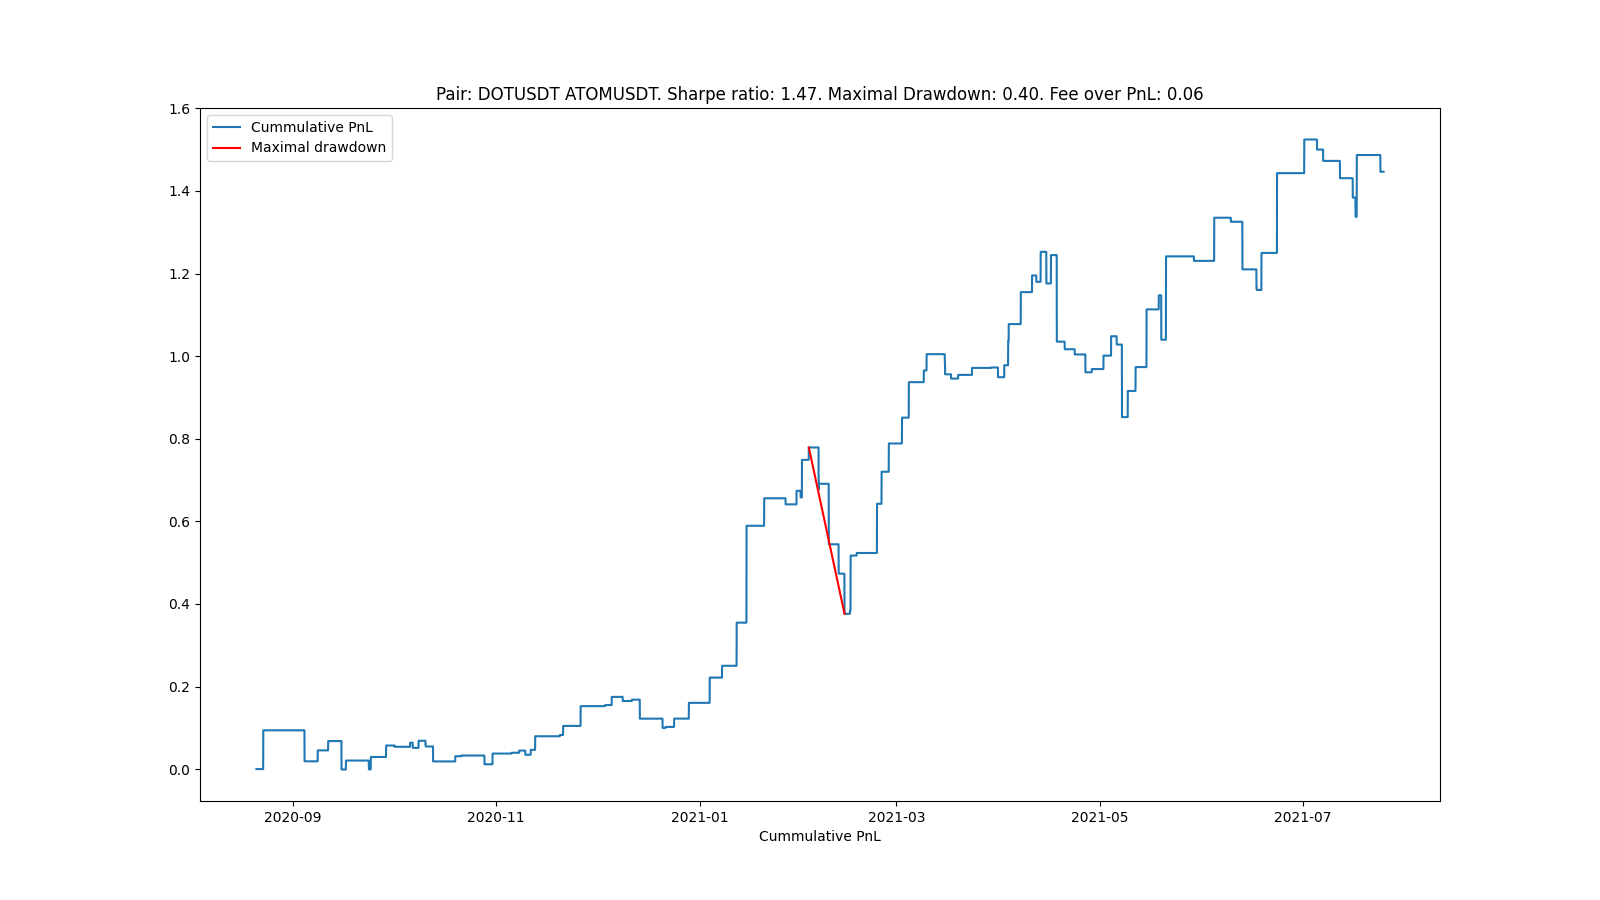 Pair: DOTUSDT ATOMUSDT. Sharpe ratio: 1.47. Maximal Drawdown: 0.40. Fee over PnL: 0.06
Cummulative PnL
Maximal drawdown
1.6
1.4
1.2
1.0
0.8
0.6
0.4
0.2
0.0
2020-09 2020-11 2021-01 2021-03 2021-05 2021-07
Cummulative PnL